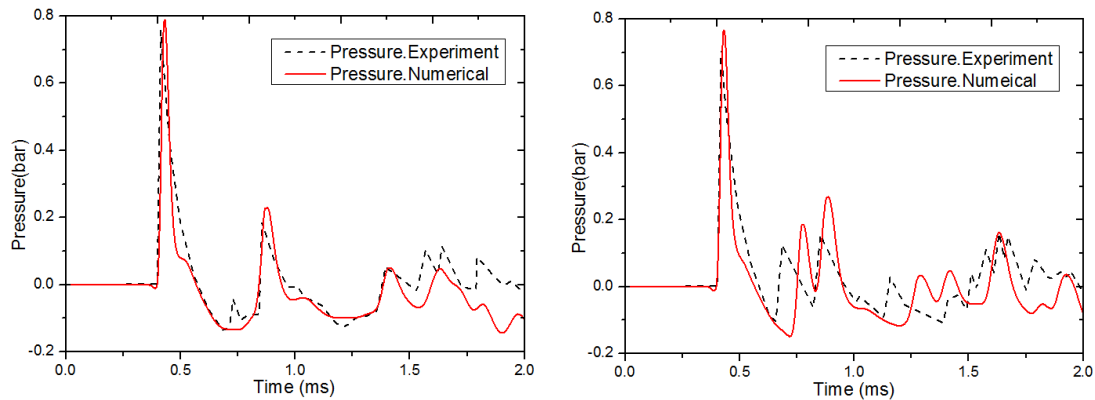 0.8
0.6
0.4
0.2
0.0
-0.2
Pressure(bar)
Pressure.Experiment
Pressure.Numerical
0.0 0.5 1.0 1.5 2.0
Time (ms)
0.8
0.6
0.4
0.2
0.0
-0.2
Pressure(bar)
Pressure.Experiment
Pressure.Numeical
0.0 0.5 1.0 1.5 2.0
Time (ms)